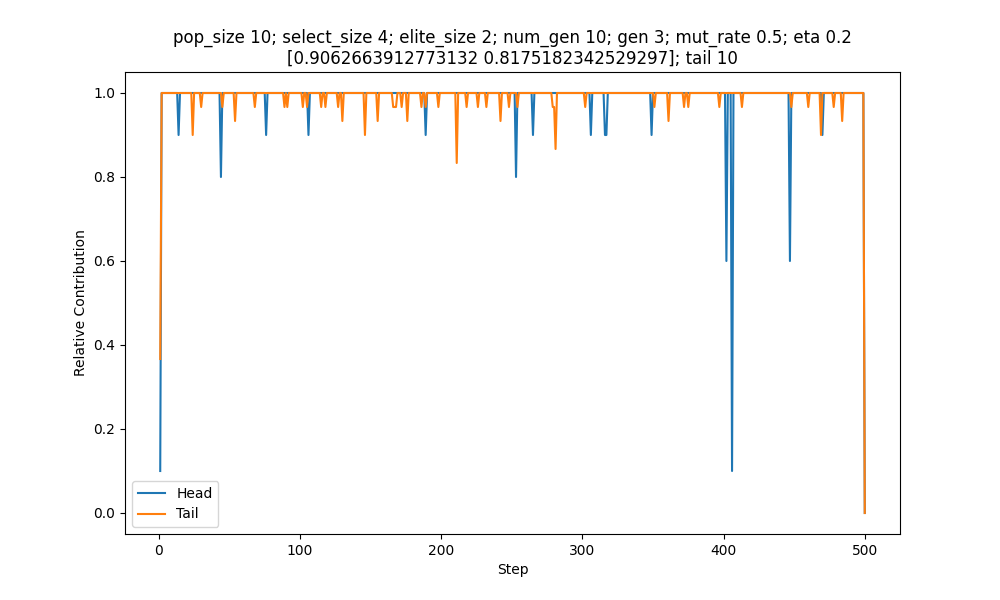 pop_size 10; select_size 4; elite_size 2; num_gen 10; gen 3; mut_rate 0.5; eta 0.2
[0.9062663912773132 0.8175182342529297]; tail 10
1.0
0.8
0.6
0.4
0.2
0.0
Relative Contribution
Head
Tail
0
100
200
300
400
500
Step